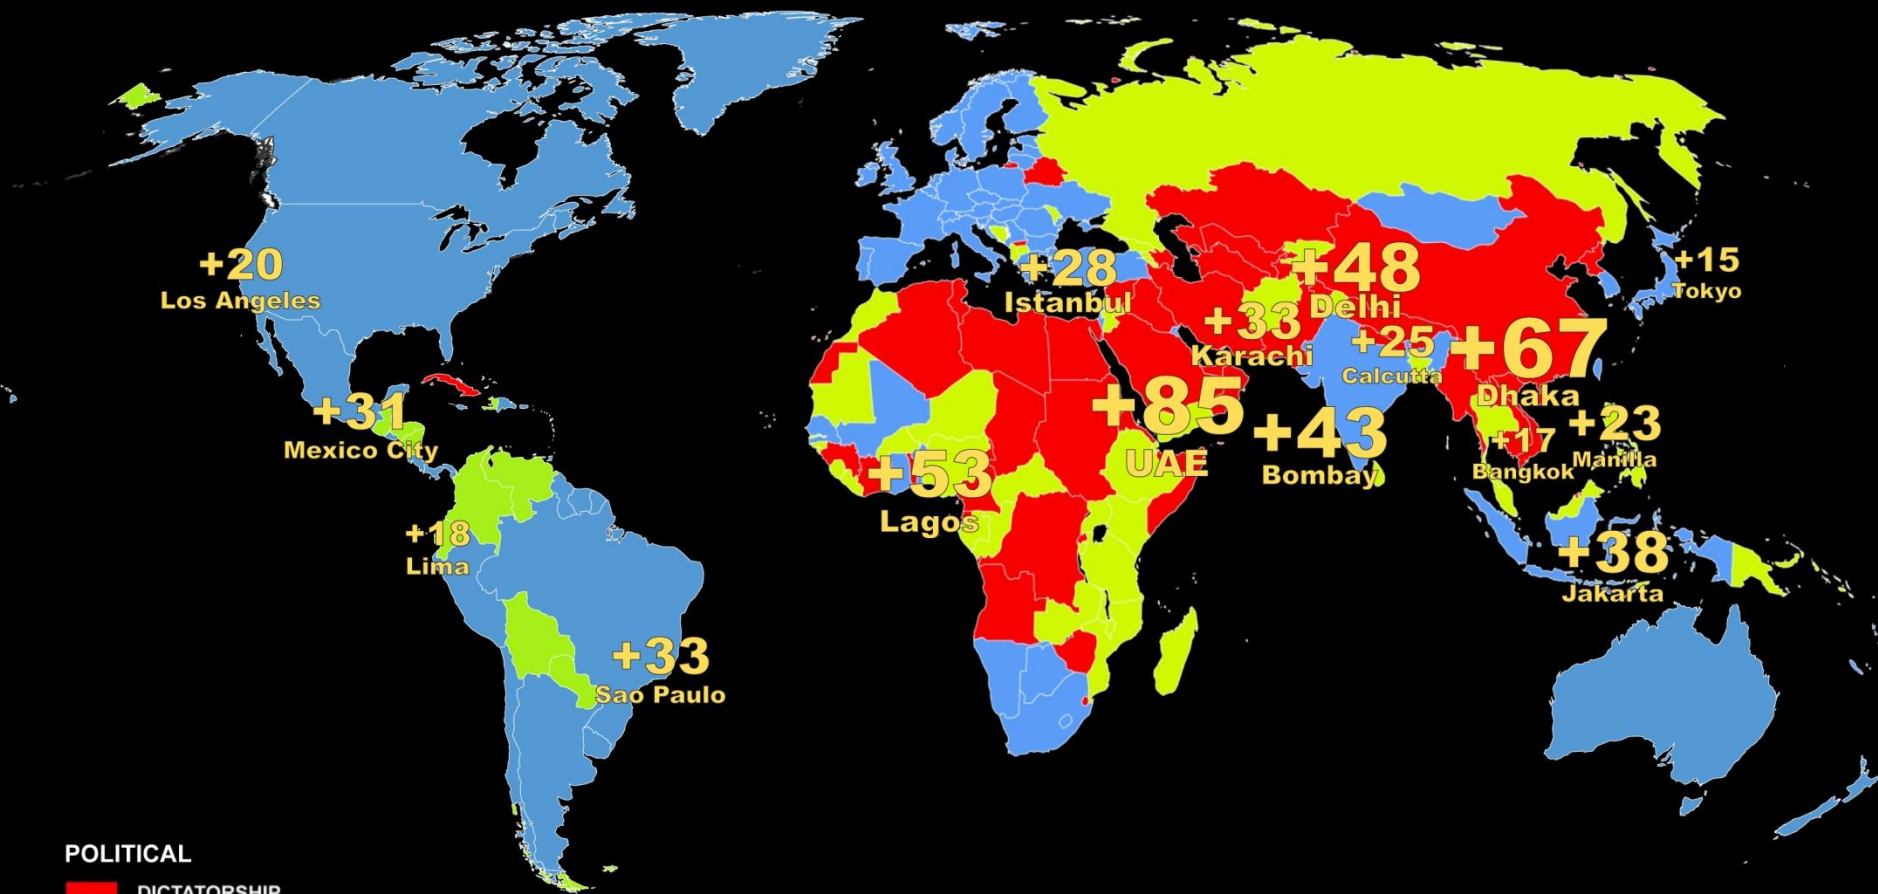 +20
Los Angeles
+31
Mexico City
+18
Lima
+33
Sao Paulo
+28
Istanbul
+53
Lagos
+85
UAE
+33
Karachi
+48
Delhi
+25
Calcutta
+43
Bombay
+67
Dhaka
+17
Bangkok
+23
Manilla
+38
Jakarta
+15
Tokyo
POLITICAL
DICTATORSHIP